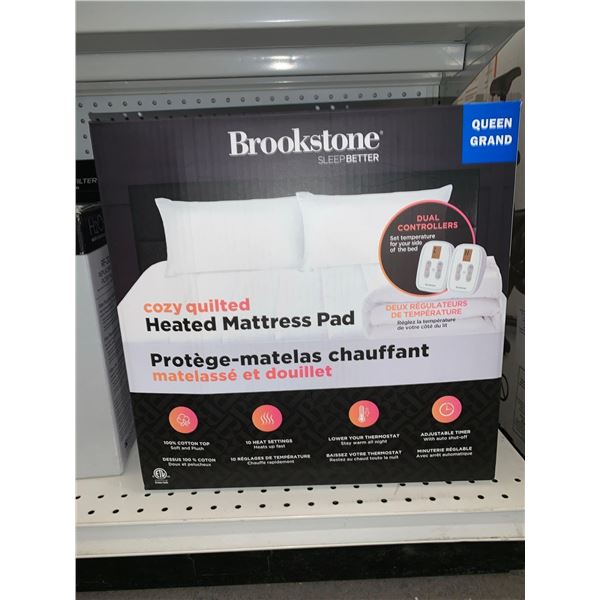 Brookstone®
SLEEPBETTER
QUEEN
GRAND
DUAL
CONTROLLERS
Set temperature
for your side
of the bed
DEUX RÉGULATEURS
DE TEMPÉRATURE
Réglez la température
de votre côté du lit
cozy quilted
Heated Mattress Pad
Protège-matelas chauffant
matelassé et douillet
100% COTTON TOP
Soft and Plush
DESSUS 100 % COTON
Doux et pelucheux
10 HEAT SETTINGS
Heats up fast
10 RÉGLAGES DE TEMPÉRATURE
Chauffe rapidement
LOWER YOUR THERMOSTAT
Stay warm all night
BAISSEZ VOTRE THERMOSTAT
Restez au chaud toute la nuit
ADJUSTABLE TIMER
With auto shut-off
MINUTERIE RÉGLABLE
Avec arrêt automatique
ETL
FILTER